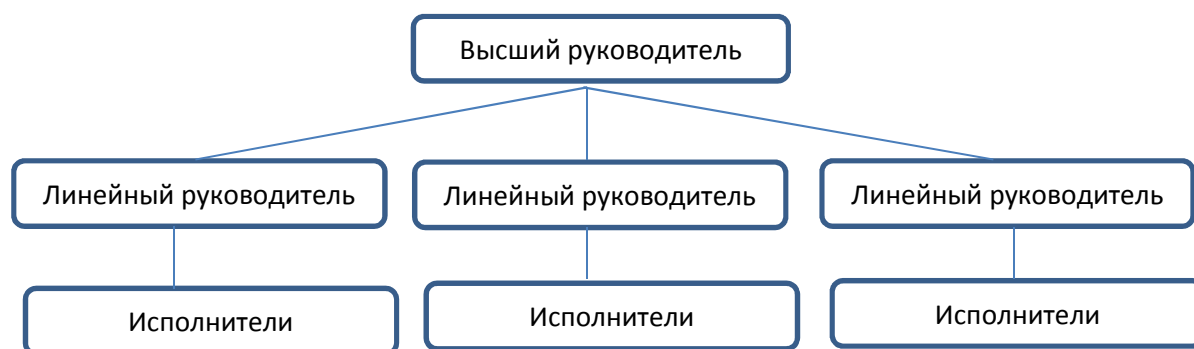 Высший руководитель
Линейный руководитель
Линейный руководитель
Линейный руководитель
Исполнители
Исполнители
Исполнители